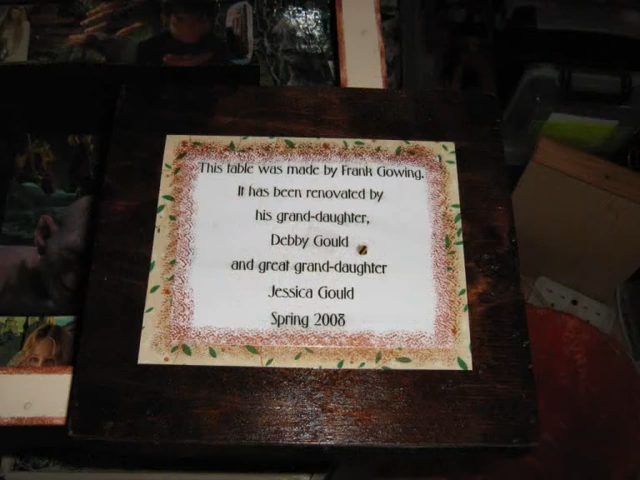 This table was made by Frank Gowing.
It has been renovated by
his grand-daughter,
Debby Gould
and great grand-daughter
Jessica Gould
Spring 2008